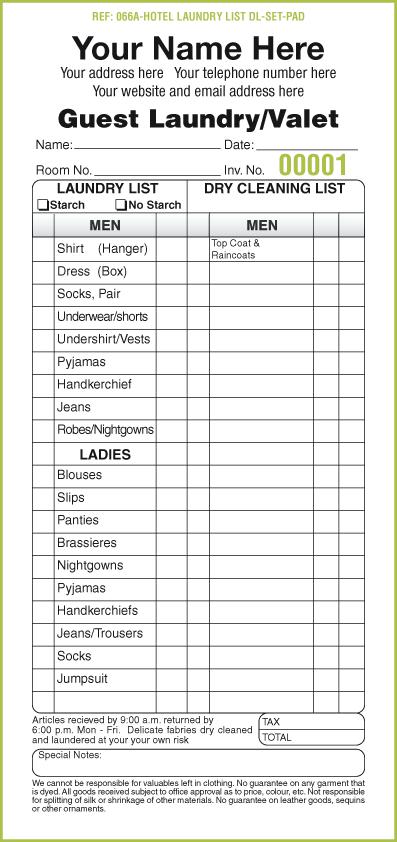 REF: 066A-HOTEL LAUNDRY LIST DL-SET-PAD
Your Name Here
Your address here Your telephone number here
Your website and email address here
Guest Laundry/Valet
Name: Date:
Room No. Inv. No. 00001
LAUNDRY LIST DRY CLEANING LIST
Starch No Starch
MEN MEN
Shirt (Hanger) Top Coat &
Raincoats
Dress (Box)
Socks, Pair
Underwear/shorts
Undershirt/Vests
Pyjamas
Handkerchief
Jeans
Robes/Nightgowns
LADIES
Blouses
Slips
Panties
Brassieres
Nightgowns
Pyjamas
Handkerchiefs
Jeans/Trousers
Socks
Jumpsuit
Articles recieved by 9:00 a.m. returned by
6:00 p.m. Mon - Fri. Delicate fabries dry cleaned
and laundered at your your own risk
TAX
TOTAL
Special Notes:
We cannot be responsible for valuables left in clothing. No guarantee on any garment that
is dyed. All goods received subject to office approval as to price, colour, etc. Not responsible
for splitting of silk or shrinkage of other materials. No guarantee on leather goods, sequins
or other ornaments.